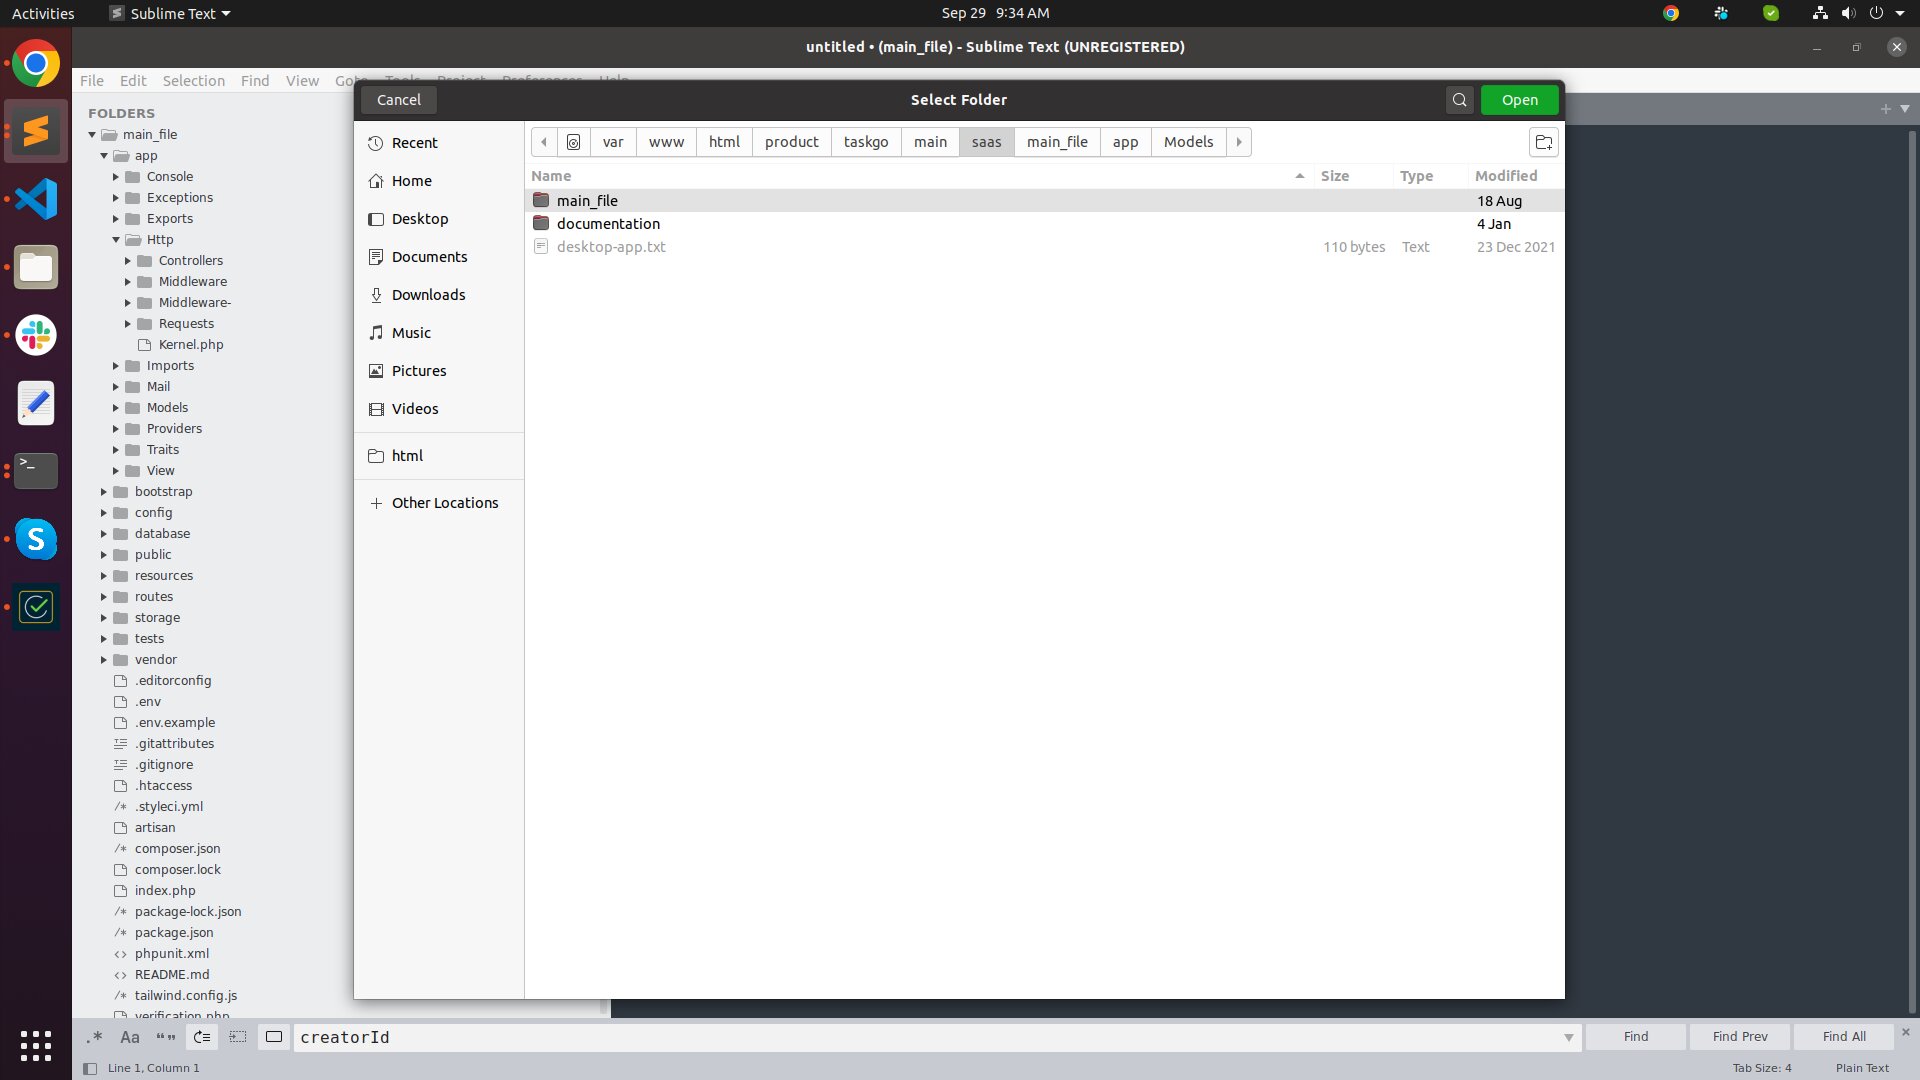 Activities Sublime Text Sep 29 9:34 AM
untitled • (main_file) - Sublime Text (UNREGISTERED)
File Edit Selection Find View Goto Tools Project Preferences Help
Cancel Select Folder Open
FOLDERS
main_file
app
Console
Exceptions
Exports
Http
Controllers
Middleware
Middleware-
Requests
Kernel.php
Imports
Mail
Models
Providers
Traits
View
bootstrap
config
database
public
resources
routes
storage
tests
vendor
.editorconfig
.env
.env.example
.gitattributes
.gitignore
.htaccess
.styleci.yml
artisan
composer.json
composer.lock
index.php
package-lock.json
package.json
phpunit.xml
README.md
tailwind.config.js
verification.php
Recent
Home
Desktop
Documents
Downloads
Music
Pictures
Videos
html
Other Locations
var www html product taskgo main saas main_file app Models
Name Size Type Modified
main_file 18 Aug
documentation 4 Jan
desktop-app.txt 110 bytes Text 23 Dec 2021
.* Aa “” creatorId Find Find Prev Find All
Line 1, Column 1 Tab Size: 4 Plain Text